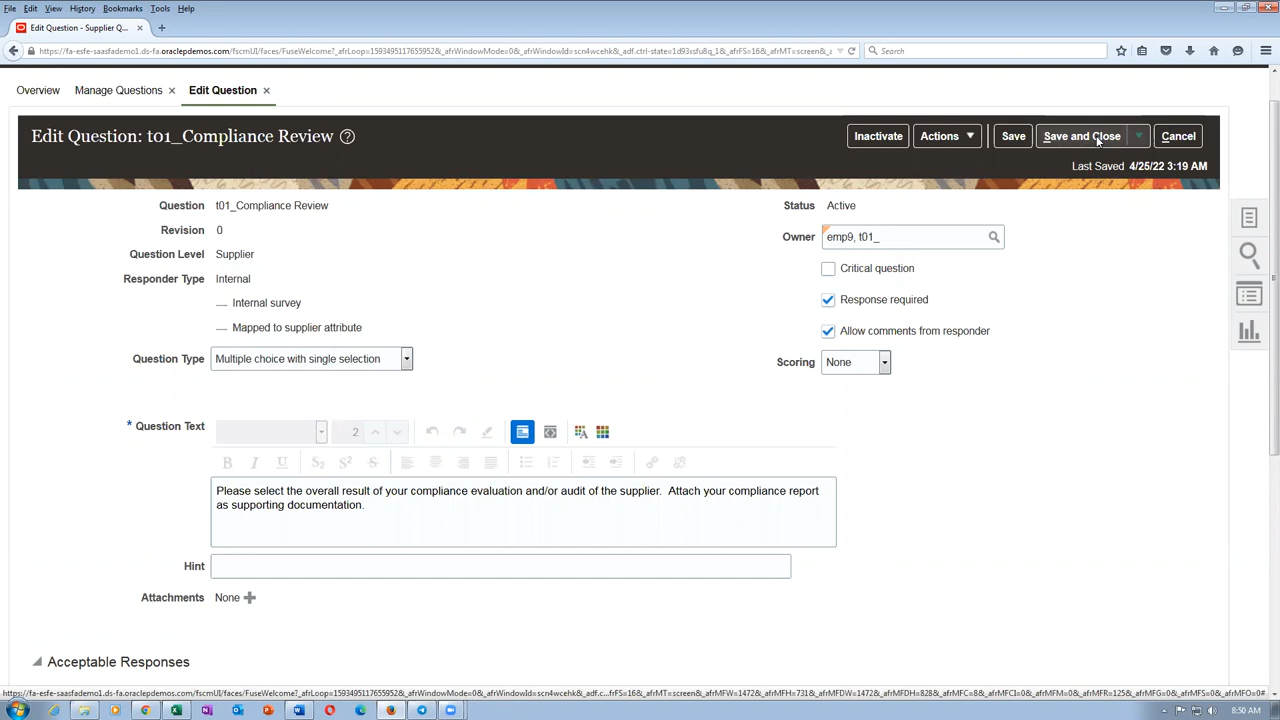 File Edit View History Bookmarks Tools Help
Edit Question - Supplier Q...
https://fa-esfe-saasfademo1.ds-fa.oraclepdemos.com/fscmUI/faces/FuseWelcome?_afrLoop=1593495117655952&_afrWindowMode=0&_afrWindowId=scn4wcehk&_adf.ctrl-state=1d93xsfu8q_1&_afrFS=16&_afrMT=screen&_a
Search
Overview Manage Questions Edit Question
Edit Question: t01_Compliance Review
Inactivate Actions Save Save and Close Cancel
Last Saved 4/25/22 3:19 AM
Question t01_Compliance Review
Status Active
Revision 0
Owner emp9, t01_
Question Level Supplier
Critical question
Responder Type Internal
Internal survey
Response required
Mapped to supplier attribute
Allow comments from responder
Question Type Multiple choice with single selection
Scoring None
* Question Text
2
B I U S2 S2 S
Please select the overall result of your compliance evaluation and/or audit of the supplier. Attach your compliance report
as supporting documentation.
Hint
Attachments None
Acceptable Responses
https://fa-esfe-saasfademo1.ds-fa.oraclepdemos.com/fscmUI/faces/FuseWelcome?_afrLoop=1593495117655952&_afrWindowMode=0&_afrWindowId=scn4wcehk&_adf.c...rFS=16&_afrMT=screen&_afrMFW=1472&_afrMFH=731&_afrMFDW=1472&_afrMFDH=828&_afrMFC=8&_afrMFCI=0&_afrMFM=0&_afrMFR=125&_afrMFG=0&_afrMFS=0&_afrMFO=0#
8:50 AM